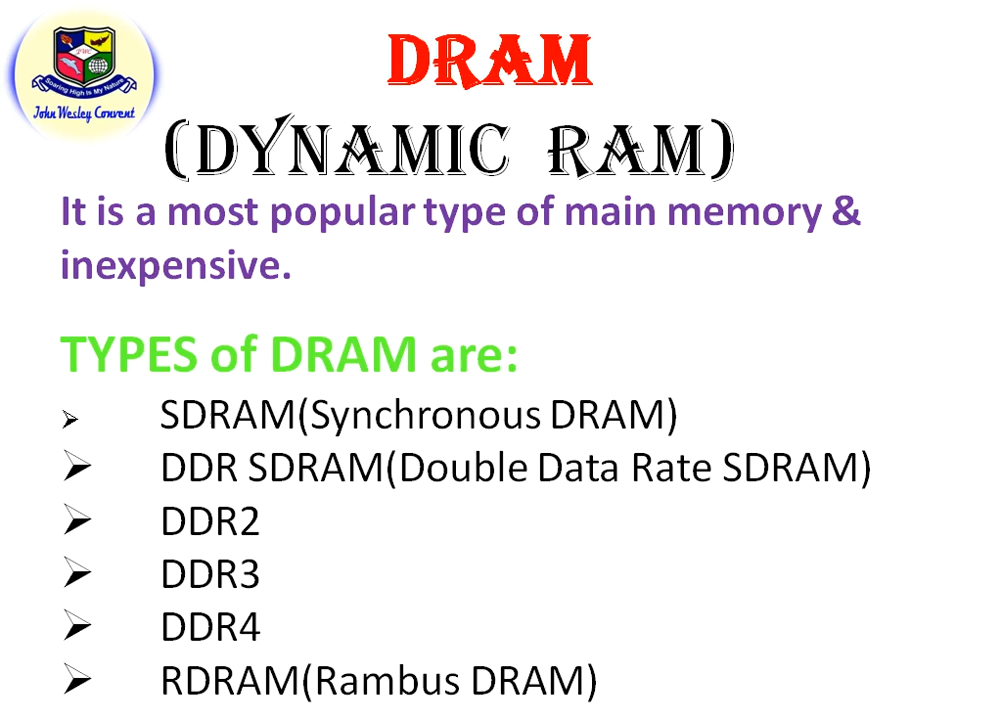 JWC
Soaring High Is My Nature
John Wesley Convent
DRAM
(DYNAMIC RAM)
It is a most popular type of main memory &
inexpensive.
TYPES of DRAM are:
SDRAM(Synchronous DRAM)
DDR SDRAM(Double Data Rate SDRAM)
DDR2
DDR3
DDR4
RDRAM(Rambus DRAM)